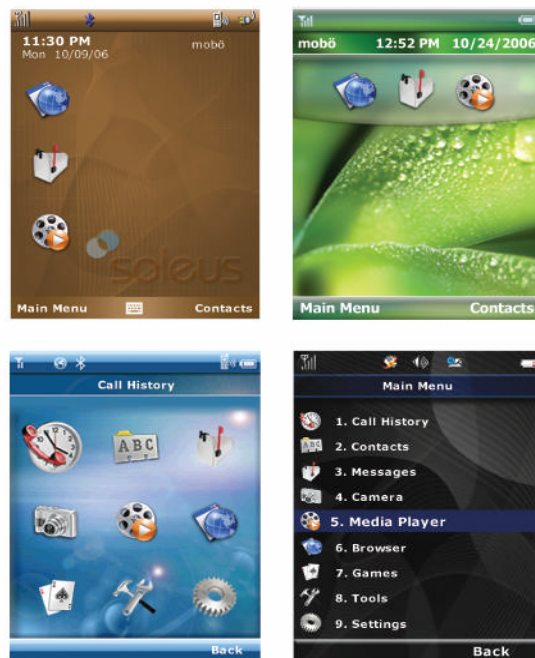 11:30 PM
Mon 10/09/06
mobö
soleus
Main Menu
Contacts
mobö
12:52 PM
10/24/2006
Main Menu
Contacts
Call History
ABC
Back
Main Menu
1. Call History
ABC
2. Contacts
3. Messages
4. Camera
5. Media Player
6. Browser
7. Games
8. Tools
9. Settings
Back